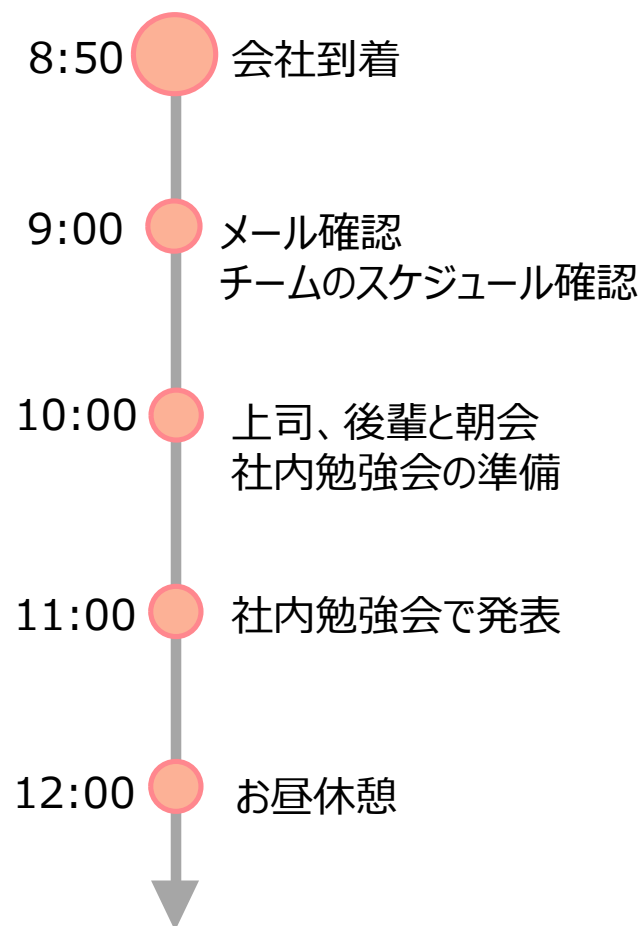 8:50 会社到着
9:00 メール確認
チームのスケジュール確認
10:00 上司、後輩と朝会
社内勉強会の準備
11:00 社内勉強会で発表
12:00 お昼休憩